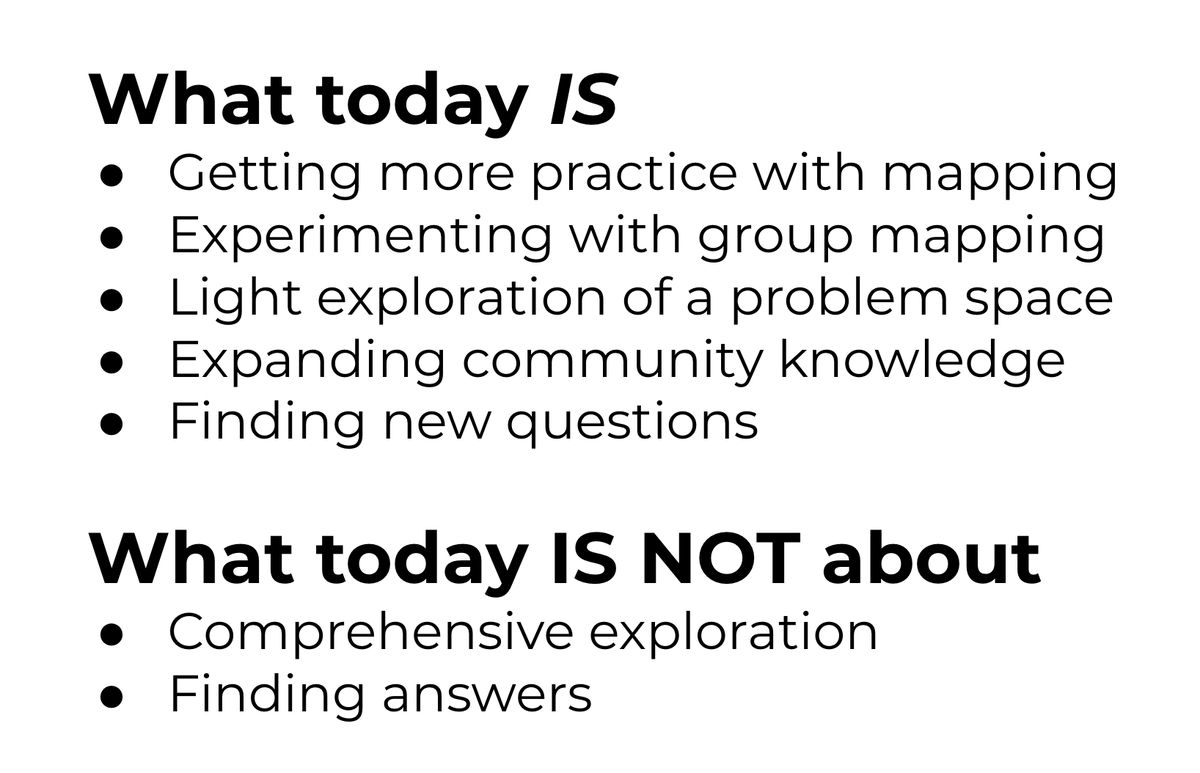 What today IS
● Getting more practice with mapping
● Experimenting with group mapping
● Light exploration of a problem space
● Expanding community knowledge
● Finding new questions
What today IS NOT about
● Comprehensive exploration
● Finding answers